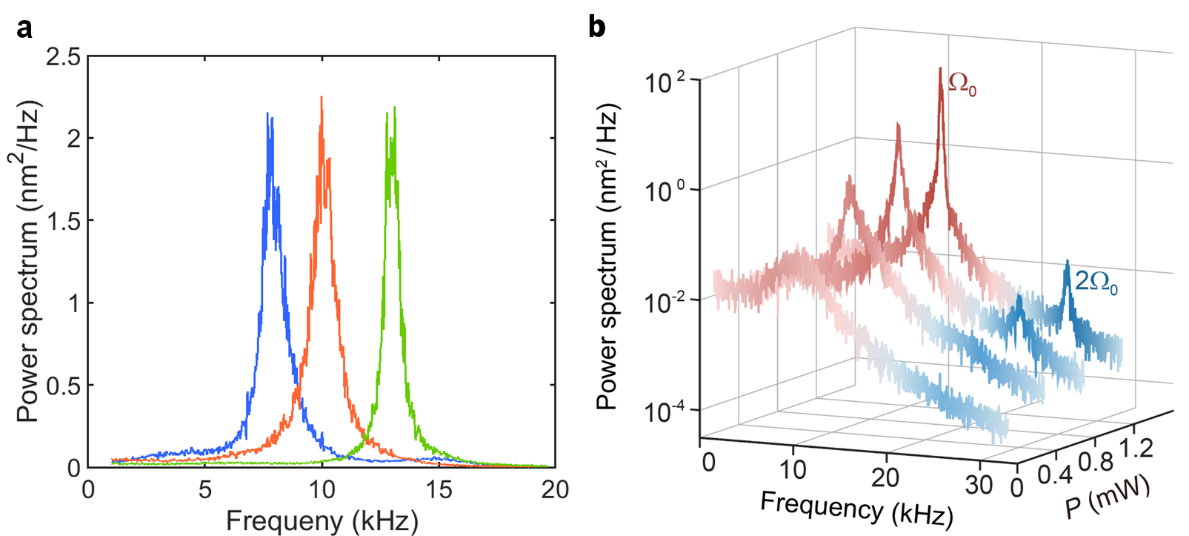 a
2.5
2
1.5
1
0.5
0
Power spectrum (nm²/Hz)
0 5 10 15 20
Frequeny (kHz)
b
10²
10⁰
10⁻²
10⁻⁴
Power spectrum (nm² / Hz)
Ω₀
2Ω₀
0 10 20 30
Frequency (kHz)
0 0.4 0.8 1.2
P (mW)